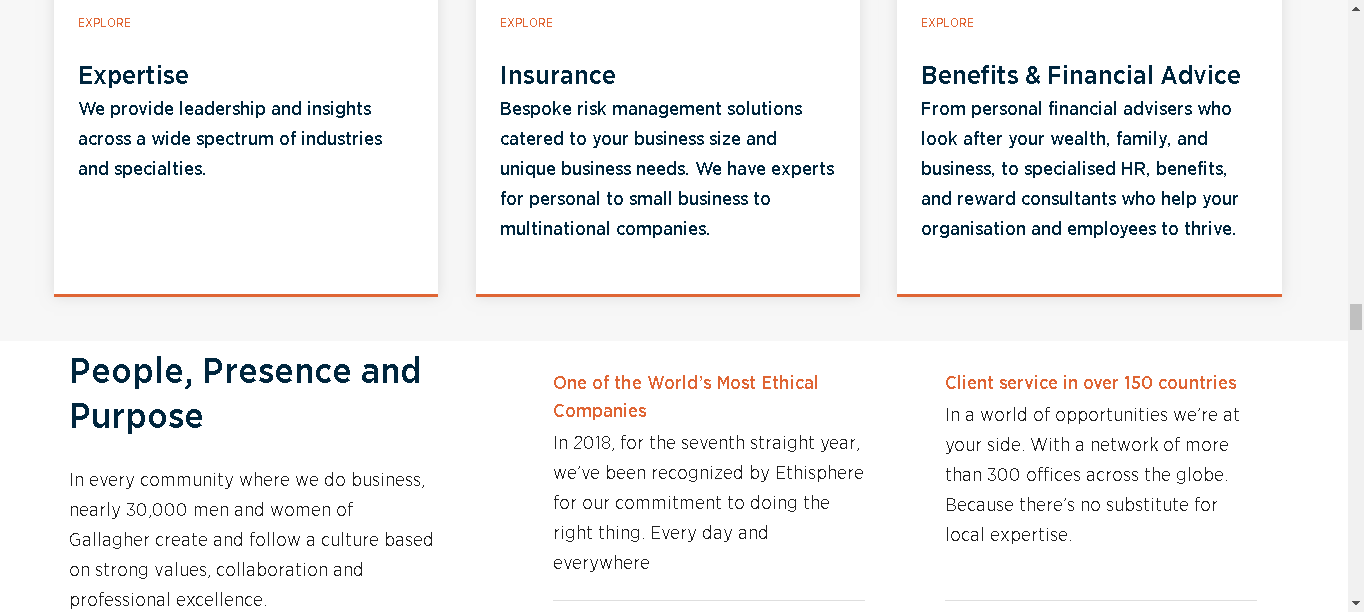 EXPLORE
Expertise
We provide leadership and insights
across a wide spectrum of industries
and specialties.
EXPLORE
Insurance
Bespoke risk management solutions
catered to your business size and
unique business needs. We have experts
for personal to small business to
multinational companies.
EXPLORE
Benefits & Financial Advice
From personal financial advisers who
look after your wealth, family, and
business, to specialised HR, benefits,
and reward consultants who help your
organisation and employees to thrive.
People, Presence and
Purpose
In every community where we do business,
nearly 30,000 men and women of
Gallagher create and follow a culture based
on strong values, collaboration and
professional excellence.
One of the World’s Most Ethical
Companies
In 2018, for the seventh straight year,
we’ve been recognized by Ethisphere
for our commitment to doing the
right thing. Every day and
everywhere
Client service in over 150 countries
In a world of opportunities we’re at
your side. With a network of more
than 300 offices across the globe.
Because there’s no substitute for
local expertise.